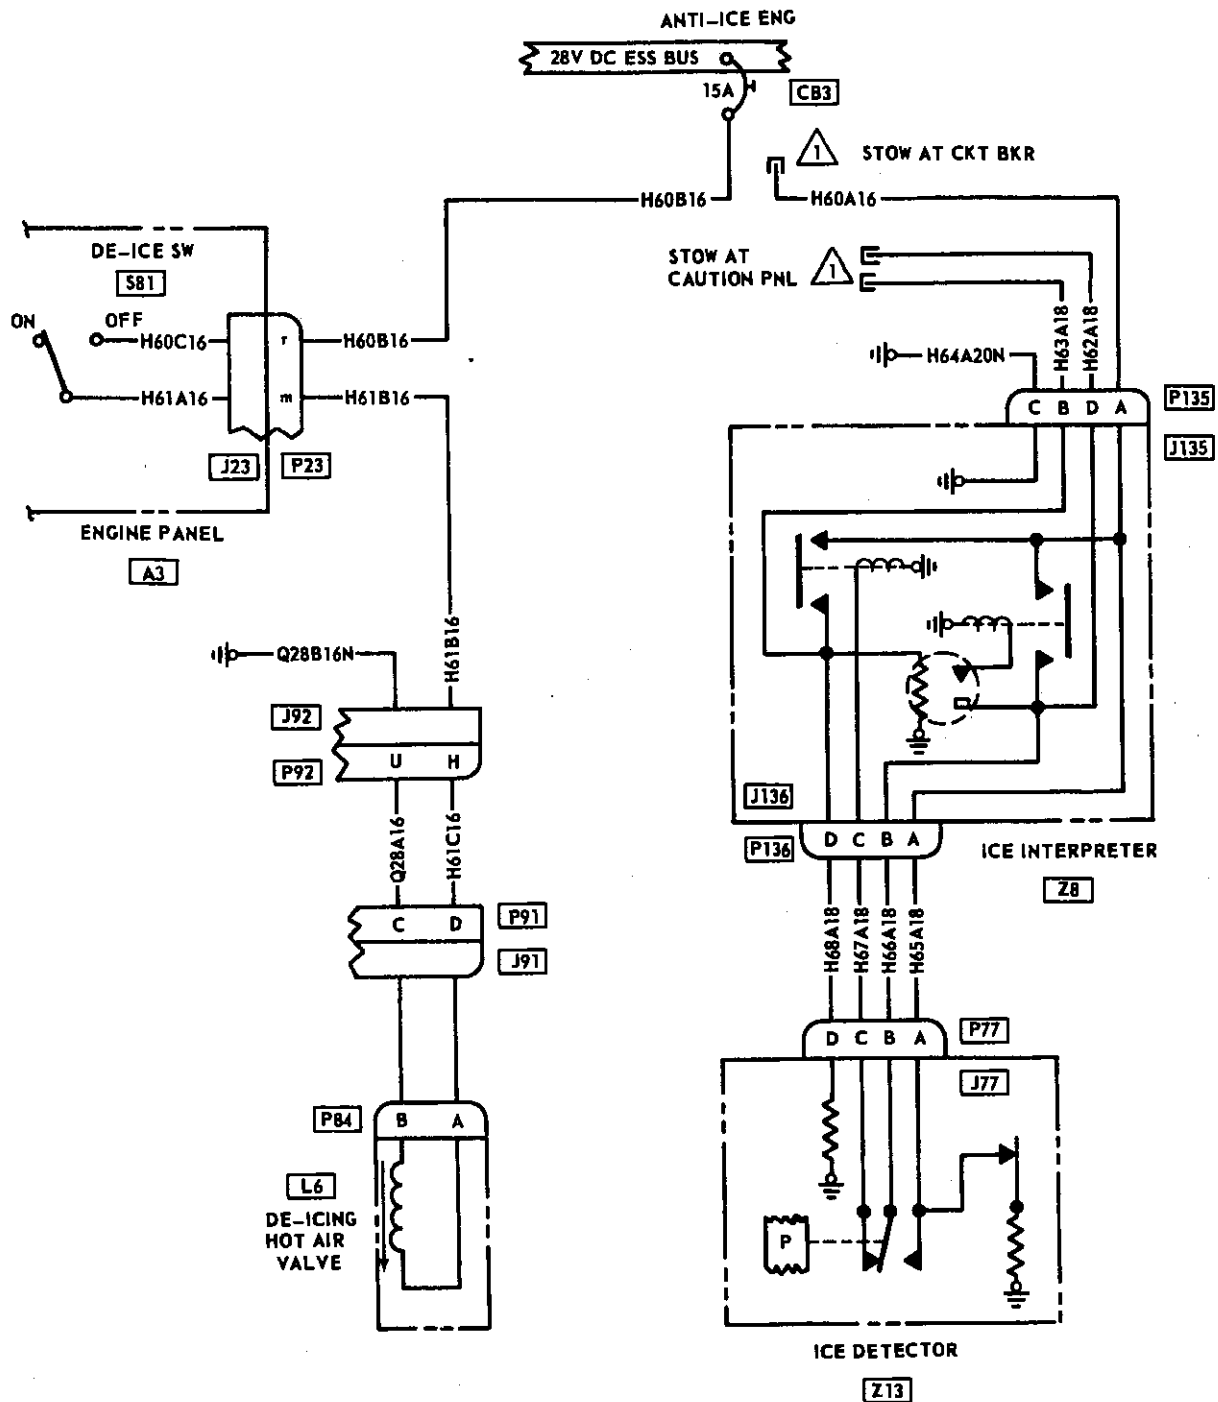 ANTI-ICE ENG
28V DC ESS BUS
15A
CB3
1
STOW AT CKT BKR
H60B16
H60A16
DE-ICE SW
S81
STOW AT
CAUTION PNL
1
ON
OFF
H60C16
r
H60B16
H63A18
H62A18
H64A20N
H61A16
m
H61B16
C B D A
P135
J135
J23
P23
ENGINE PANEL
A3
Q28B16N
H61B16
J92
P92
U H
J136
P136
D C B A
ICE INTERPRETER
Z8
Q28A16
H61C16
P91
C D
J91
H68A18
H67A18
H66A18
H65A18
P77
D C B A
J77
P84
B A
L6
DE-ICING
HOT AIR
VALVE
P
ICE DETECTOR
Z13